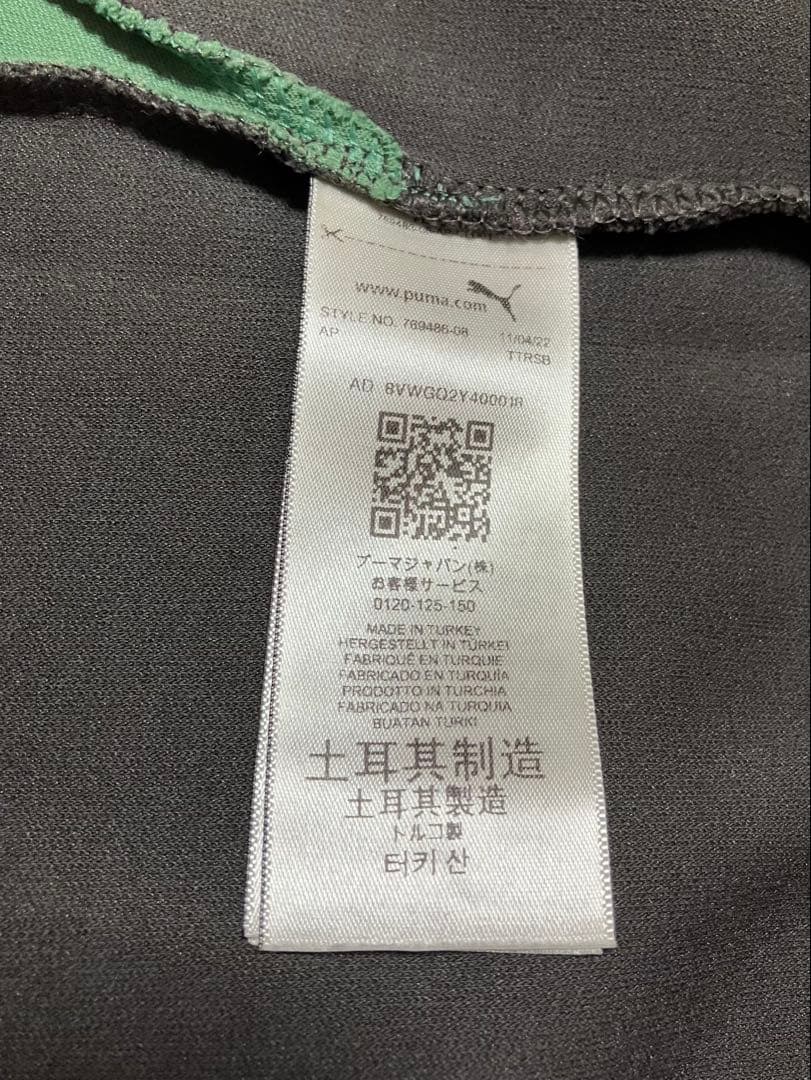 www.puma.com
STYLE NO. 769486-08 11/04/22
AP TTRSB
AD 8VWGO2Y400018
プーマジャパン(株)
お客様サービス
0120-125-150
MADE IN TURKEY
HERGESTELLT IN TÜRKEI
FABRIQUÉ EN TURQUIE
FABRICADO EN TURQUÍA
PRODOTTO IN TURCHIA
FABRICADO NA TURQUIA
BUATAN TURKI
土耳其制造
土耳其製造
トルコ製
터키 산